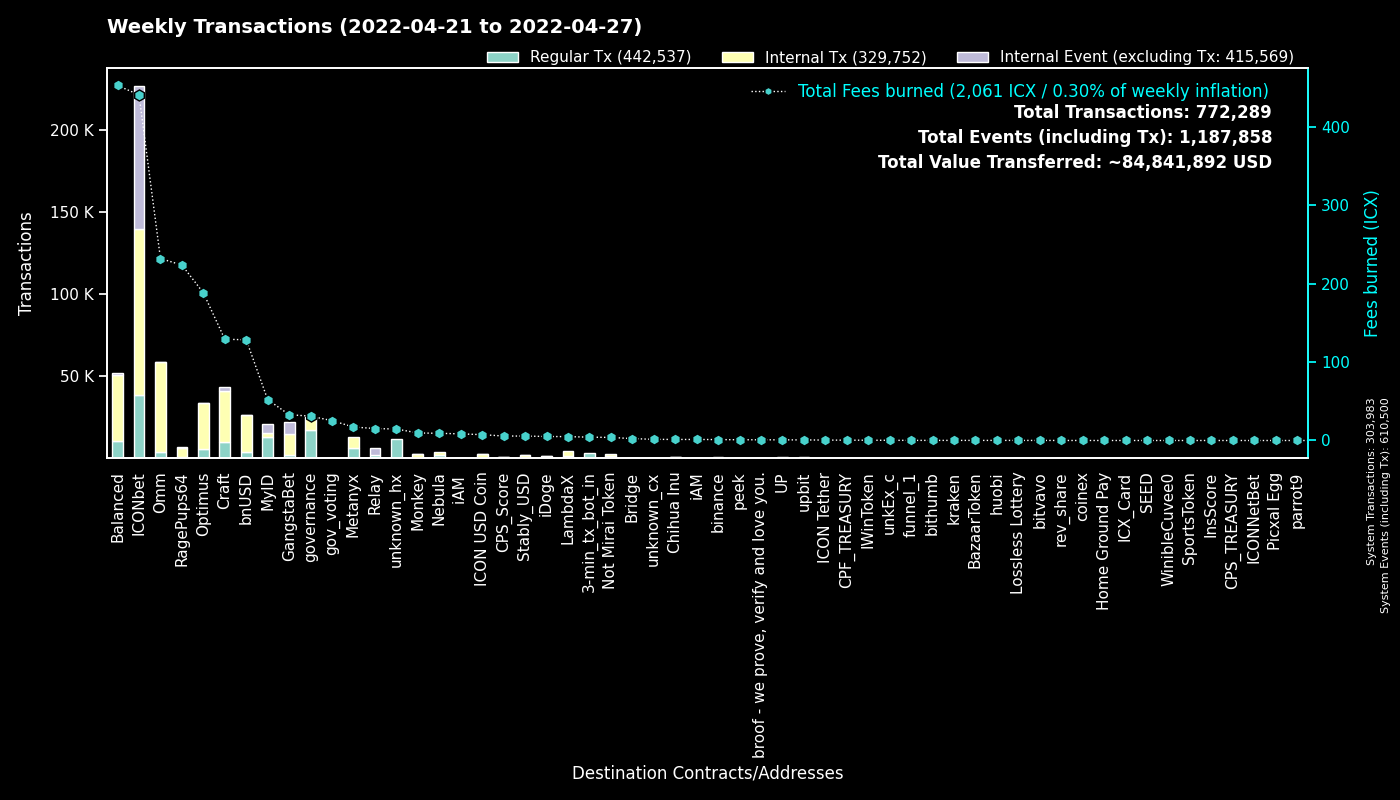 Weekly Transactions (2022-04-21 to 2022-04-27)
Regular Tx (442,537)
Internal Tx (329,752)
Internal Event (excluding Tx: 415,569)
Total Fees burned (2,061 ICX / 0.30% of weekly inflation)
Total Transactions: 772,289
Total Events (including Tx): 1,187,858
Total Value Transferred: ~84,841,892 USD
Transactions
200 K
150 K
100 K
50 K
400
300
200
100
0
Fees burned (ICX)
System Transactions: 303,983
System Events (including Tx): 610,500
Balanced
ICONbet
Omm
RagePups64
Optimus
Craft
bnUSD
MyID
GangstaBet
governance
gov_voting
Metanyx
Relay
unknown_hx
Monkey
Nebula
iAM
ICON USD Coin
CPS_Score
Stably_USD
iDoge
LambdaX
3-min_tx_bot_in
Not Mirai Token
Bridge
unknown_cx
Chihua Inu
iAM
binance
peek
broof - we prove, verify and love you.
UP
upbit
ICON Tether
CPF_TREASURY
IWinToken
unkEx_c
funnel_1
bithumb
kraken
BazaarToken
huobi
Lossless Lottery
bitvavo
rev_share
coinex
Home Ground Pay
ICX_Card
SEED
WinibleCuvee0
SportsToken
InsScore
CPS_TREASURY
ICONNetBet
Picxal Egg
parrot9
Destination Contracts/Addresses